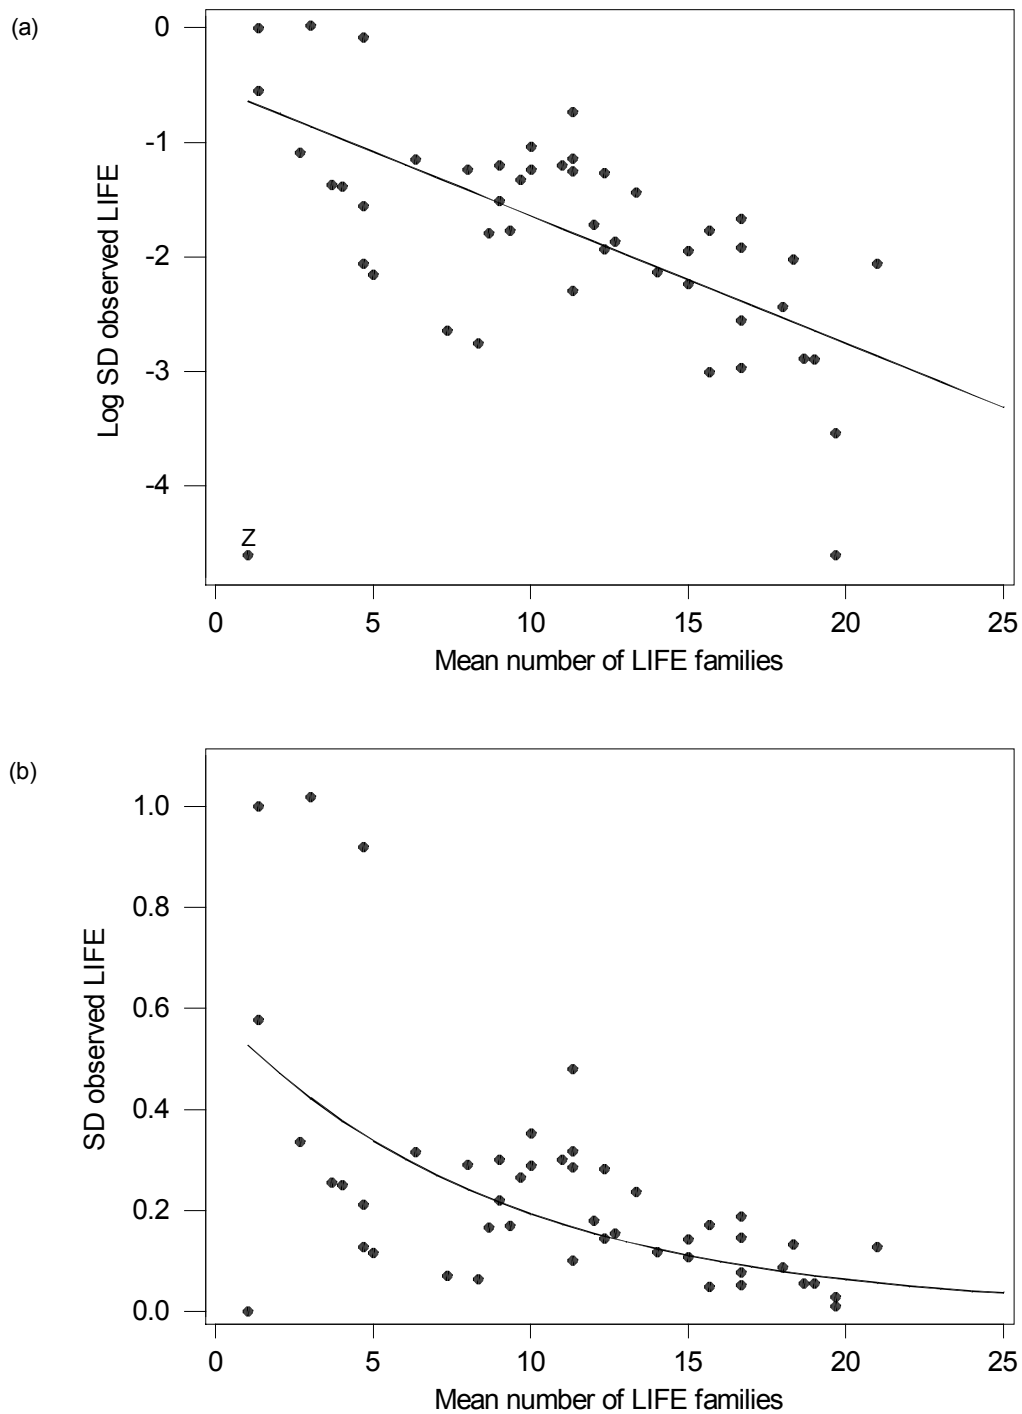 (a)
0
-1
-2
-3
-4
Log SD observed LIFE
Z
0 5 10 15 20 25
Mean number of LIFE families
(b)
1.0
0.8
0.6
0.4
0.2
0.0
SD observed LIFE
0 5 10 15 20 25
Mean number of LIFE families